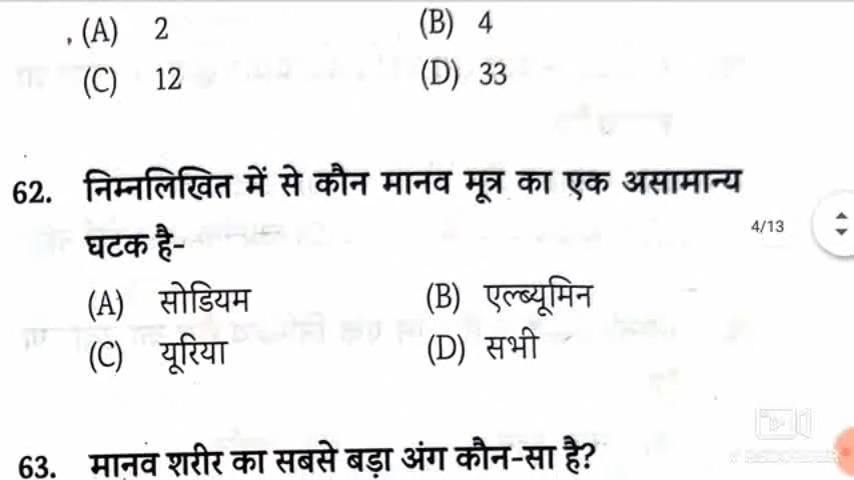 (A) 2 (B) 4
(C) 12 (D) 33
62. निम्नलिखित में से कौन मानव मूत्र का एक असामान्य
घटक है-
4/13
(A) सोडियम (B) एल्ब्यूमिन
(C) यूरिया (D) सभी
63. मानव शरीर का सबसे बड़ा अंग कौन-सा है?